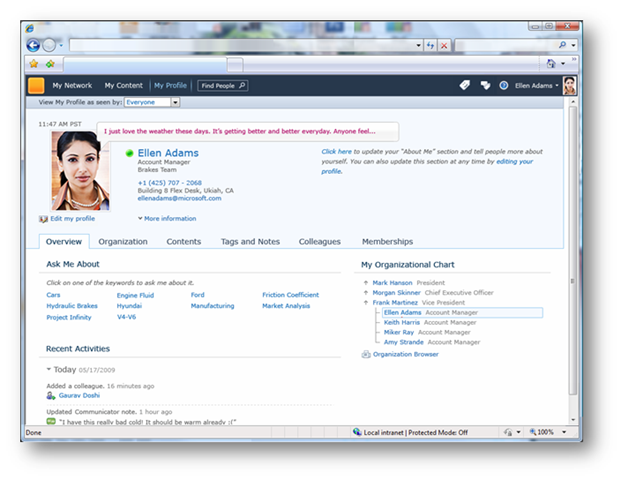 My Network My Content My Profile Find People Ellen Adams
View My Profile as seen by: Everyone
11:47 AM PST
I just love the weather these days. It's getting better and better everyday. Anyone feel...
Ellen Adams
Account Manager
Brakes Team
+1 (425) 707 - 2068
Building 8 Flex Desk, Ukiah, CA
ellenadams@microsoft.com
Click here to update your "About Me" section and tell people more about
yourself. You can also update this section at any time by editing your
profile.
Edit my profile
More information
Overview Organization Contents Tags and Notes Colleagues Memberships
Ask Me About
Click on one of the keywords to ask me about it.
Cars Engine Fluid Ford Friction Coefficient
Hydraulic Brakes Hyundai Manufacturing Market Analysis
Project Infinity V4-V6
My Organizational Chart
Mark Hanson President
Morgan Skinner Chief Executive Officer
Frank Martinez Vice President
Ellen Adams Account Manager
Keith Harris Account Manager
Miker Ray Account Manager
Amy Strande Account Manager
Organization Browser
Recent Activities
Today 05/17/2009
Added a colleague. 16 minutes ago
Gaurav Doshi
Updated Communicator note. 1 hour ago
"I have this really bad cold! It should be warm already :/"
Done Local intranet | Protected Mode: Off 100%